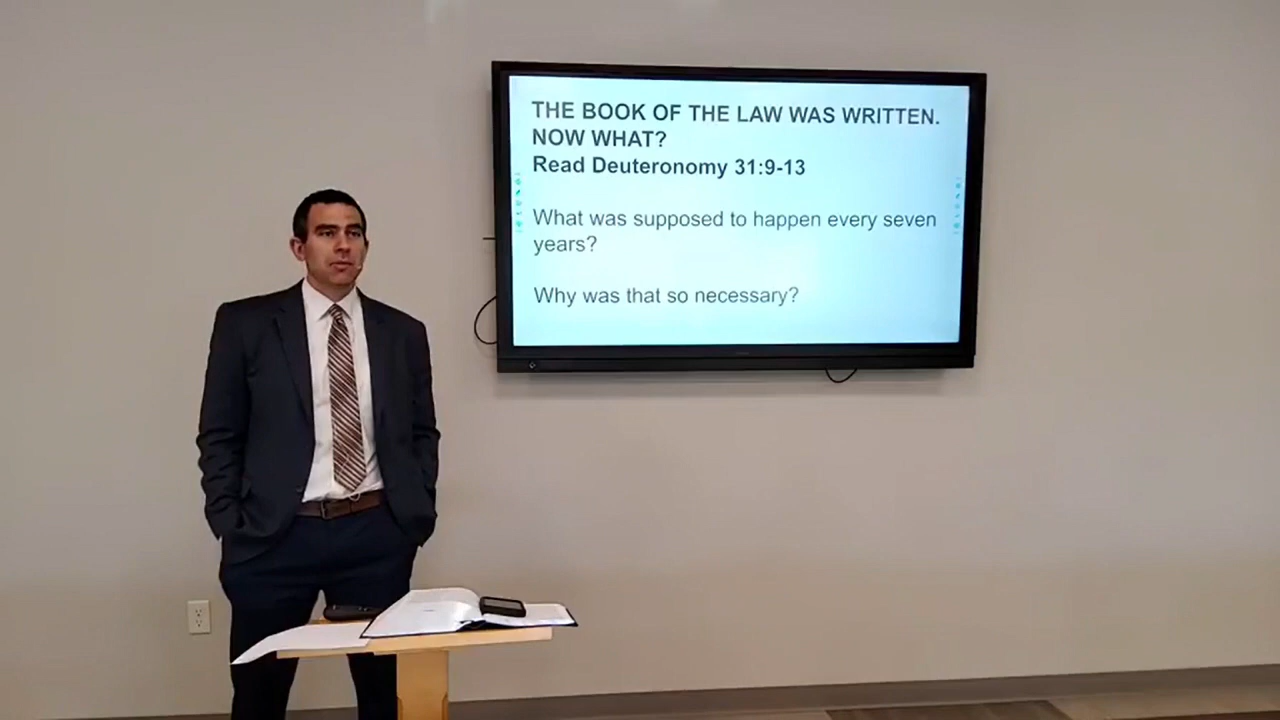 THE BOOK OF THE LAW WAS WRITTEN.
NOW WHAT?
Read Deuteronomy 31:9-13
What was supposed to happen every seven
years?
Why was that so necessary?